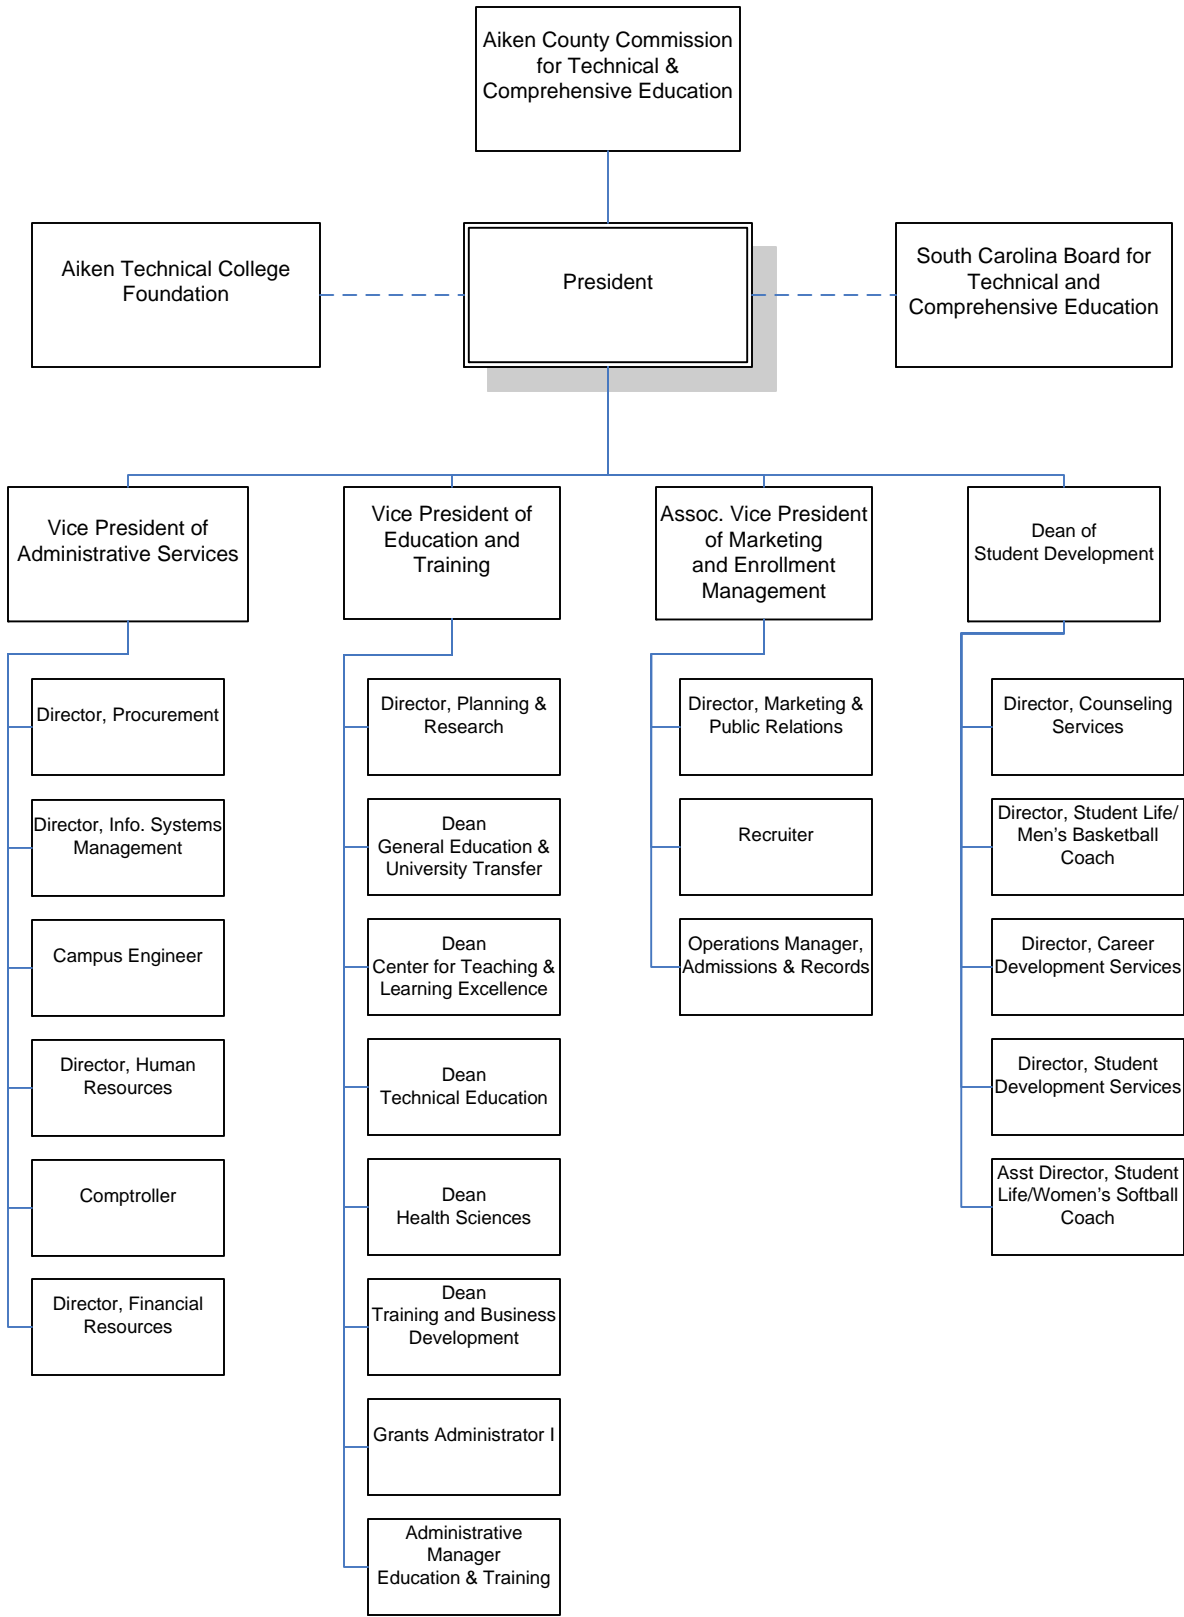 Aiken County Commission
for Technical &
Comprehensive Education
Aiken Technical College
Foundation
President
South Carolina Board for
Technical and
Comprehensive Education
Vice President of
Administrative Services
Vice President of
Education and
Training
Assoc. Vice President
of Marketing
and Enrollment
Management
Dean of
Student Development
Director, Procurement
Director, Info. Systems
Management
Campus Engineer
Director, Human
Resources
Comptroller
Director, Financial
Resources
Director, Planning &
Research
Dean
General Education &
University Transfer
Dean
Center for Teaching &
Learning Excellence
Dean
Technical Education
Dean
Health Sciences
Dean
Training and Business
Development
Grants Administrator I
Administrative
Manager
Education & Training
Director, Marketing &
Public Relations
Recruiter
Operations Manager,
Admissions & Records
Director, Counseling
Services
Director, Student Life/
Men’s Basketball
Coach
Director, Career
Development Services
Director, Student
Development Services
Asst Director, Student
Life/Women’s Softball
Coach